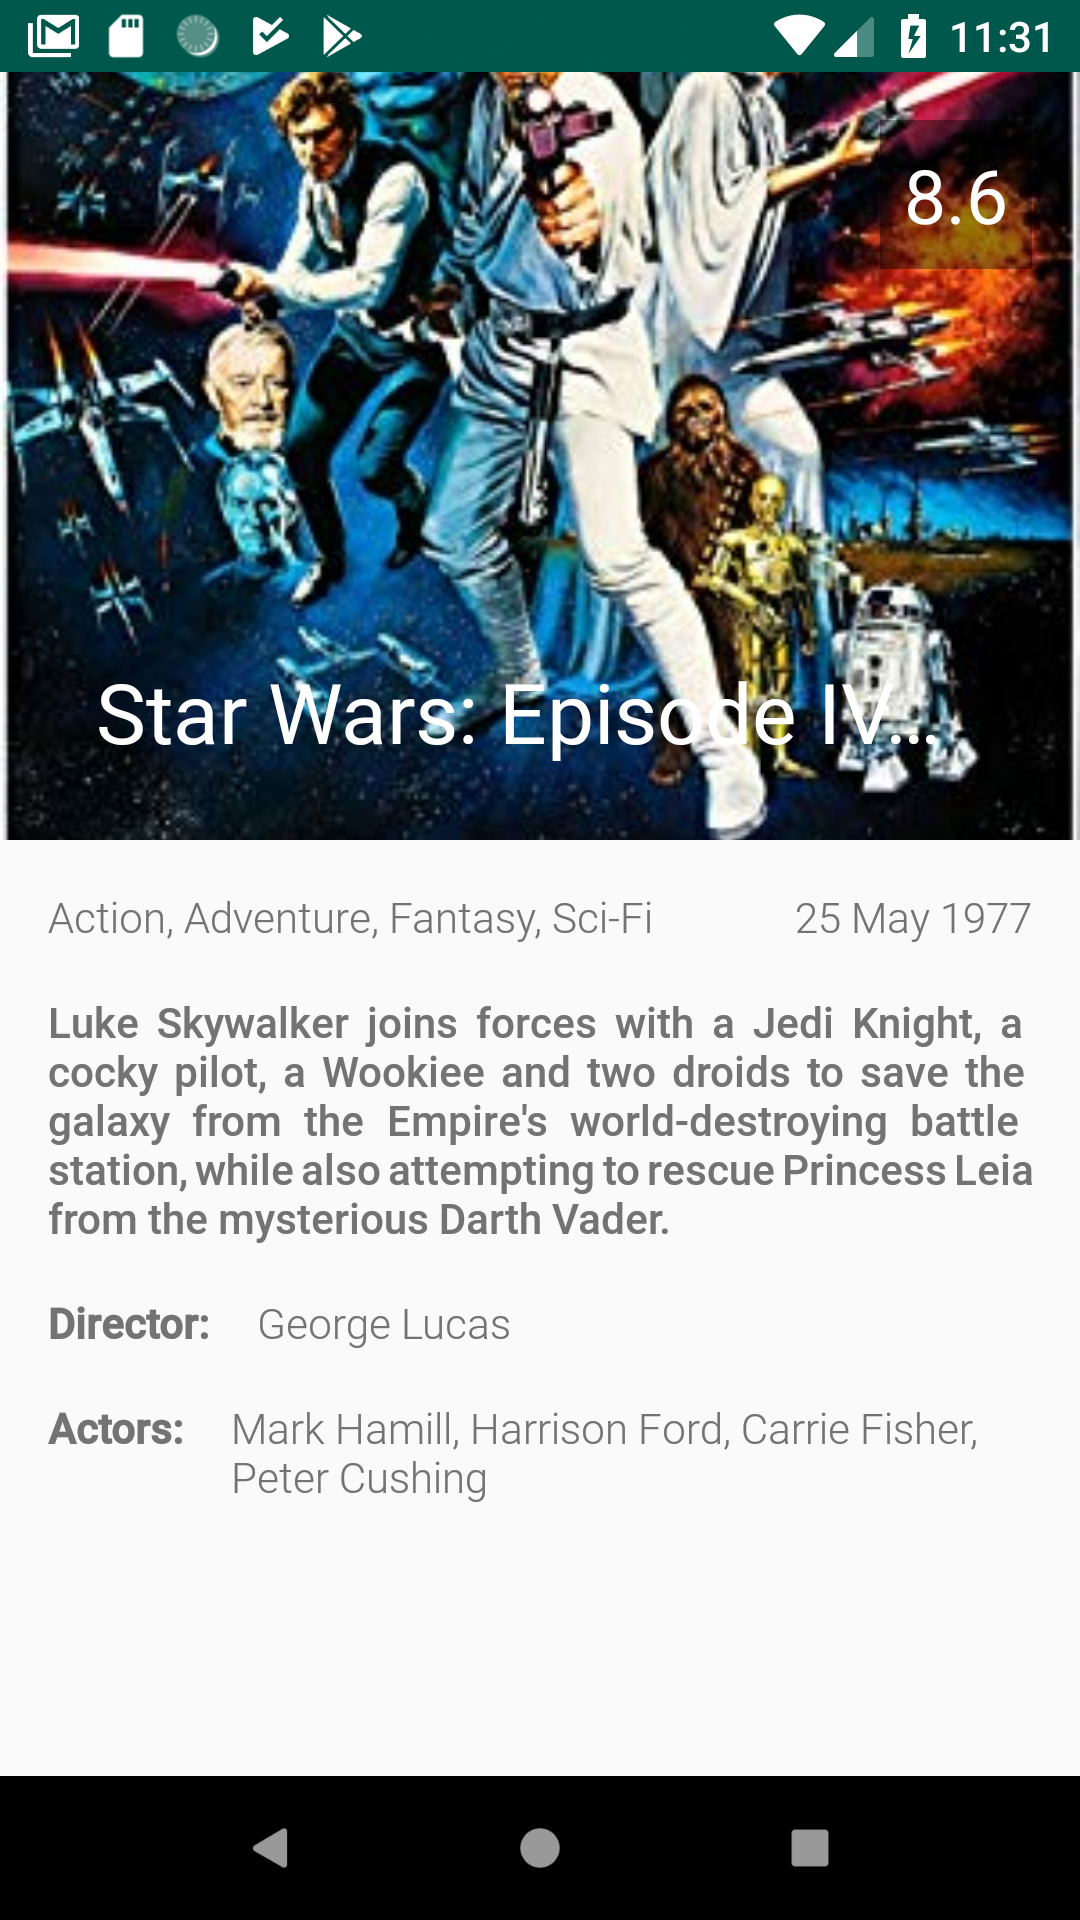 11:31
8.6
Star Wars: Episode IV...
Action, Adventure, Fantasy, Sci-Fi
25 May 1977
Luke Skywalker joins forces with a Jedi Knight, a
cocky pilot, a Wookiee and two droids to save the
galaxy from the Empire's world-destroying battle
station, while also attempting to rescue Princess Leia
from the mysterious Darth Vader.
Director: George Lucas
Actors: Mark Hamill, Harrison Ford, Carrie Fisher,
Peter Cushing